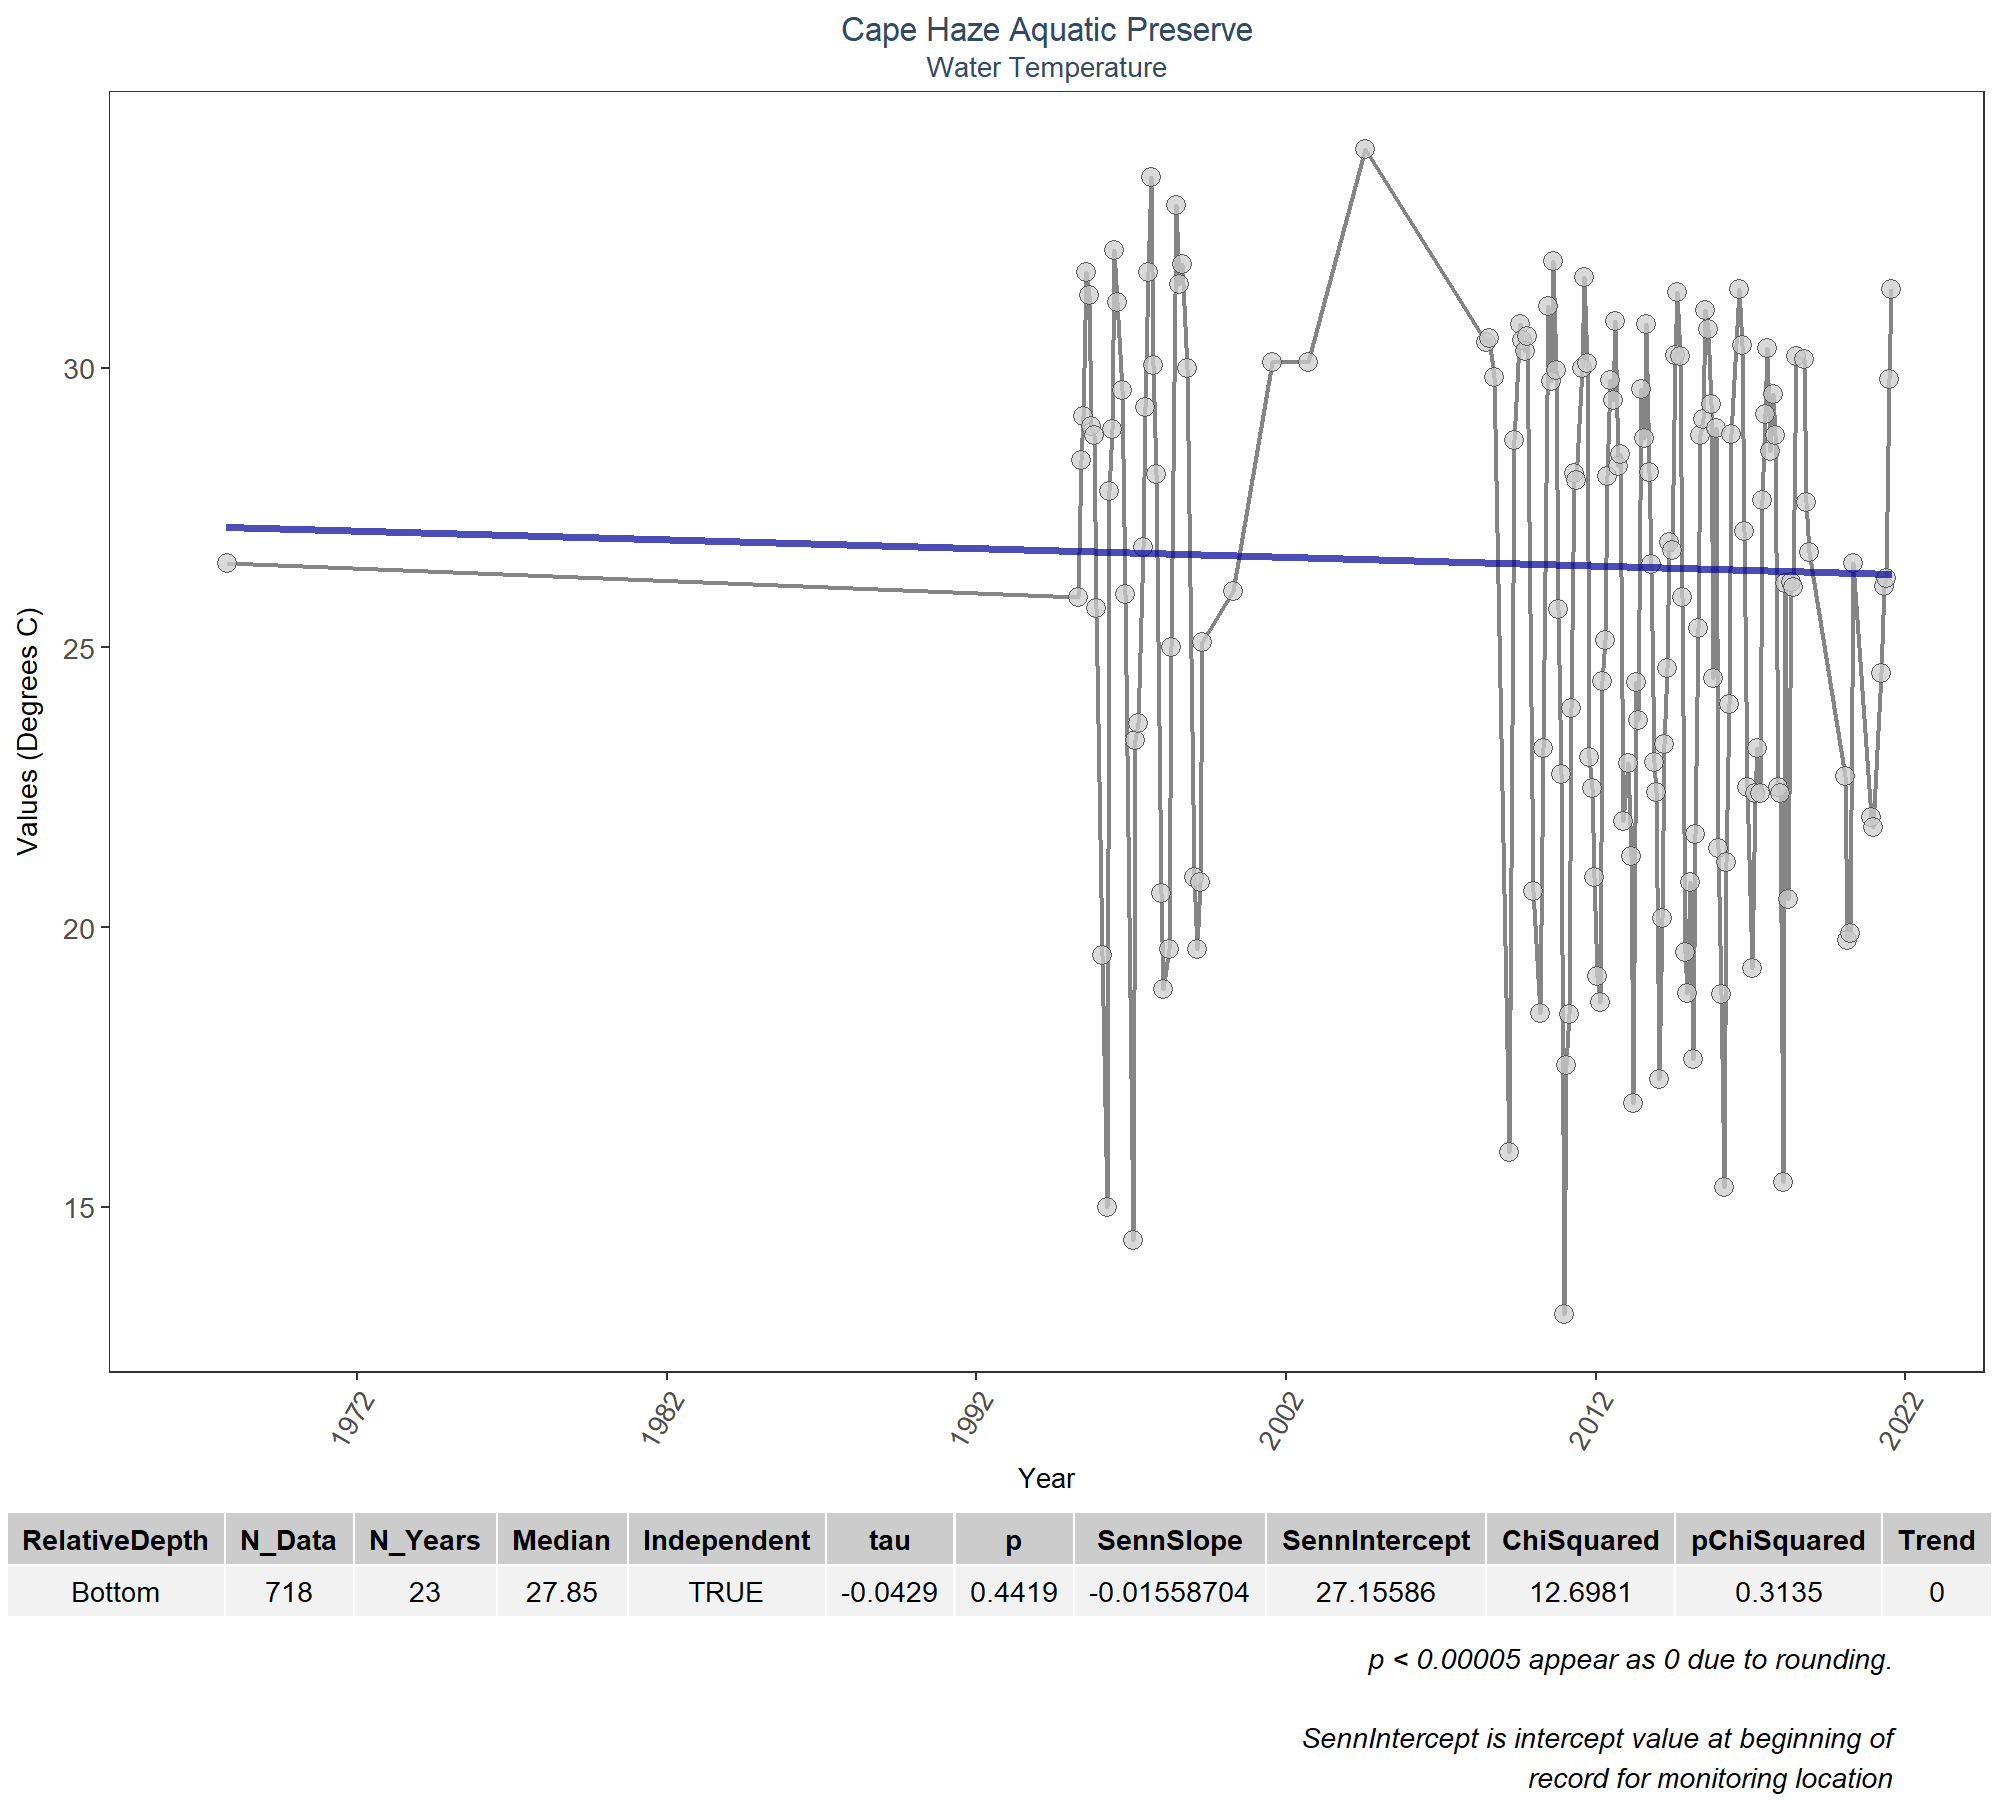 Cape Haze Aquatic Preserve
Water Temperature
Values (Degrees C)
30
25
20
15
1972
1982
1992
2002
2012
2022
Year
RelativeDepth N_Data N_Years Median Independent tau p SennSlope SennIntercept ChiSquared pChiSquared Trend
Bottom 718 23 27.85 TRUE -0.0429 0.4419 -0.01558704 27.15586 12.6981 0.3135 0
p < 0.00005 appear as 0 due to rounding.
SennIntercept is intercept value at beginning of
record for monitoring location